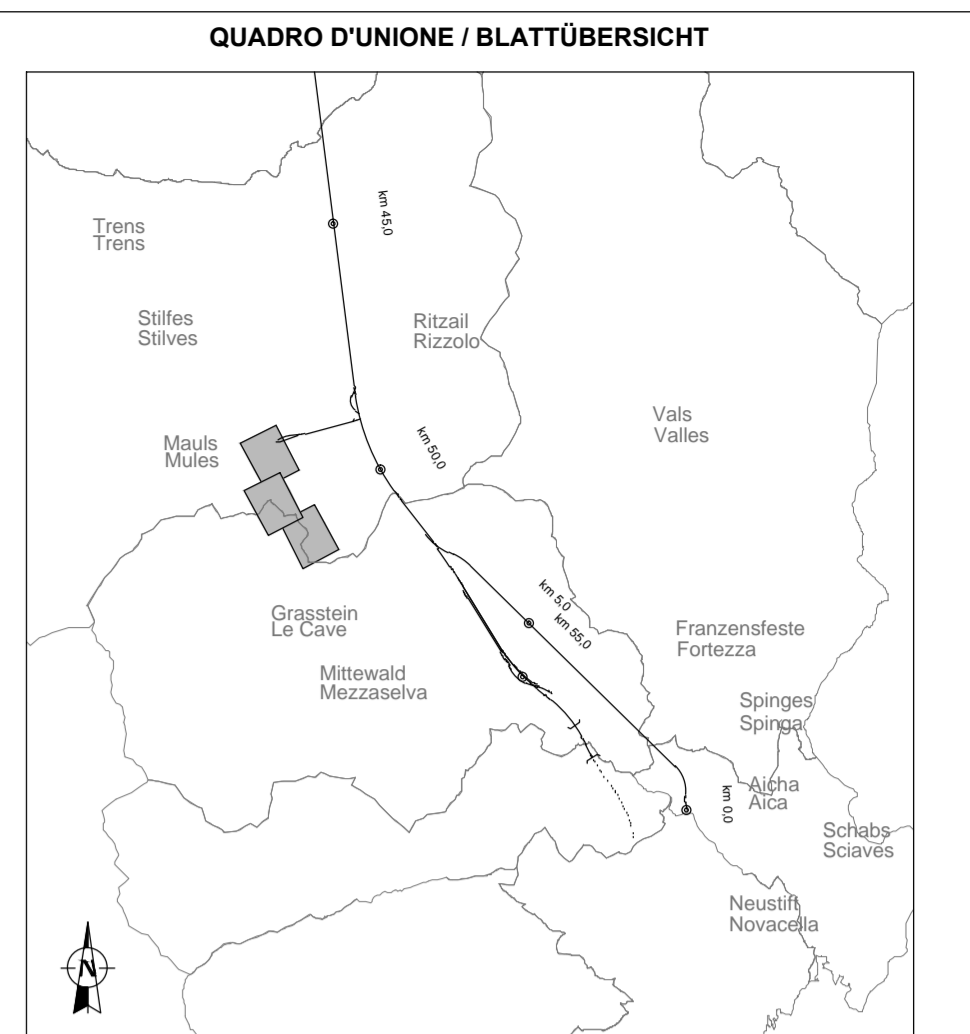 QUADRO D'UNIONE / BLATTÜBERSICHT
Trens
Trens
km 45,0
Stilfes
Stilves
Ritzail
Rizzolo
Mauls
Mules
km 50,0
Vals
Valles
km 5,0
km 55,0
Grasstein
Le Cave
Franzensfeste
Fortezza
Mittewald
Mezzaselva
Spinges
Spinga
Aicha
Aica
km 0,0
Schabs
Sciaves
Neustift
Novacella
N